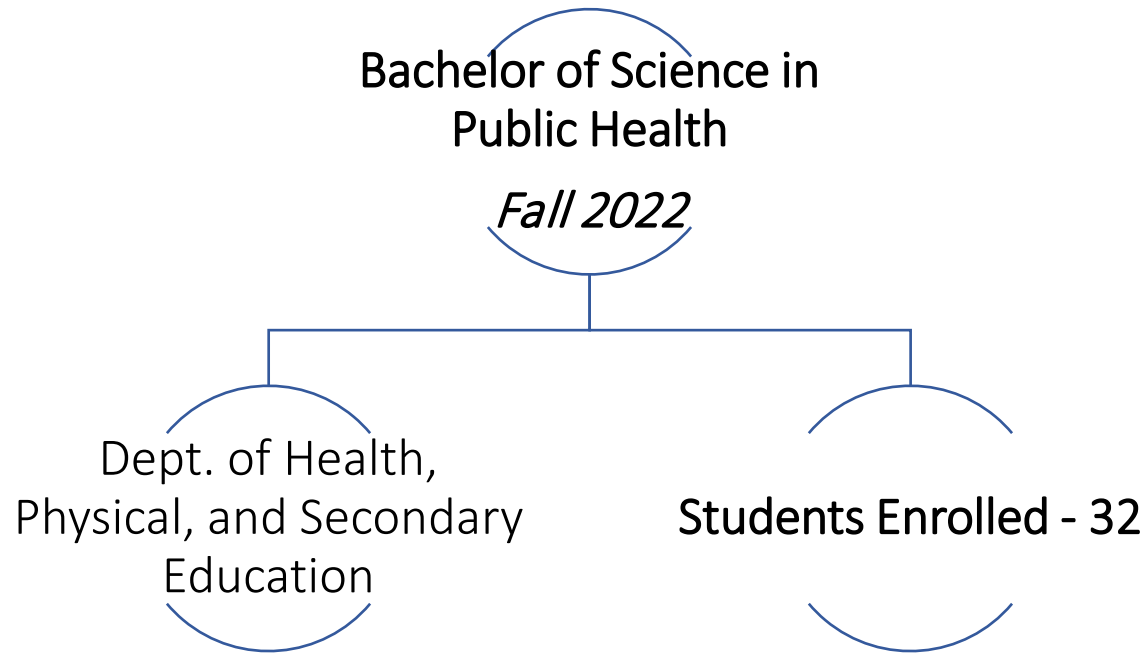 Bachelor of Science in
Public Health
Fall 2022
Dept. of Health,
Physical, and Secondary
Education
Students Enrolled - 32